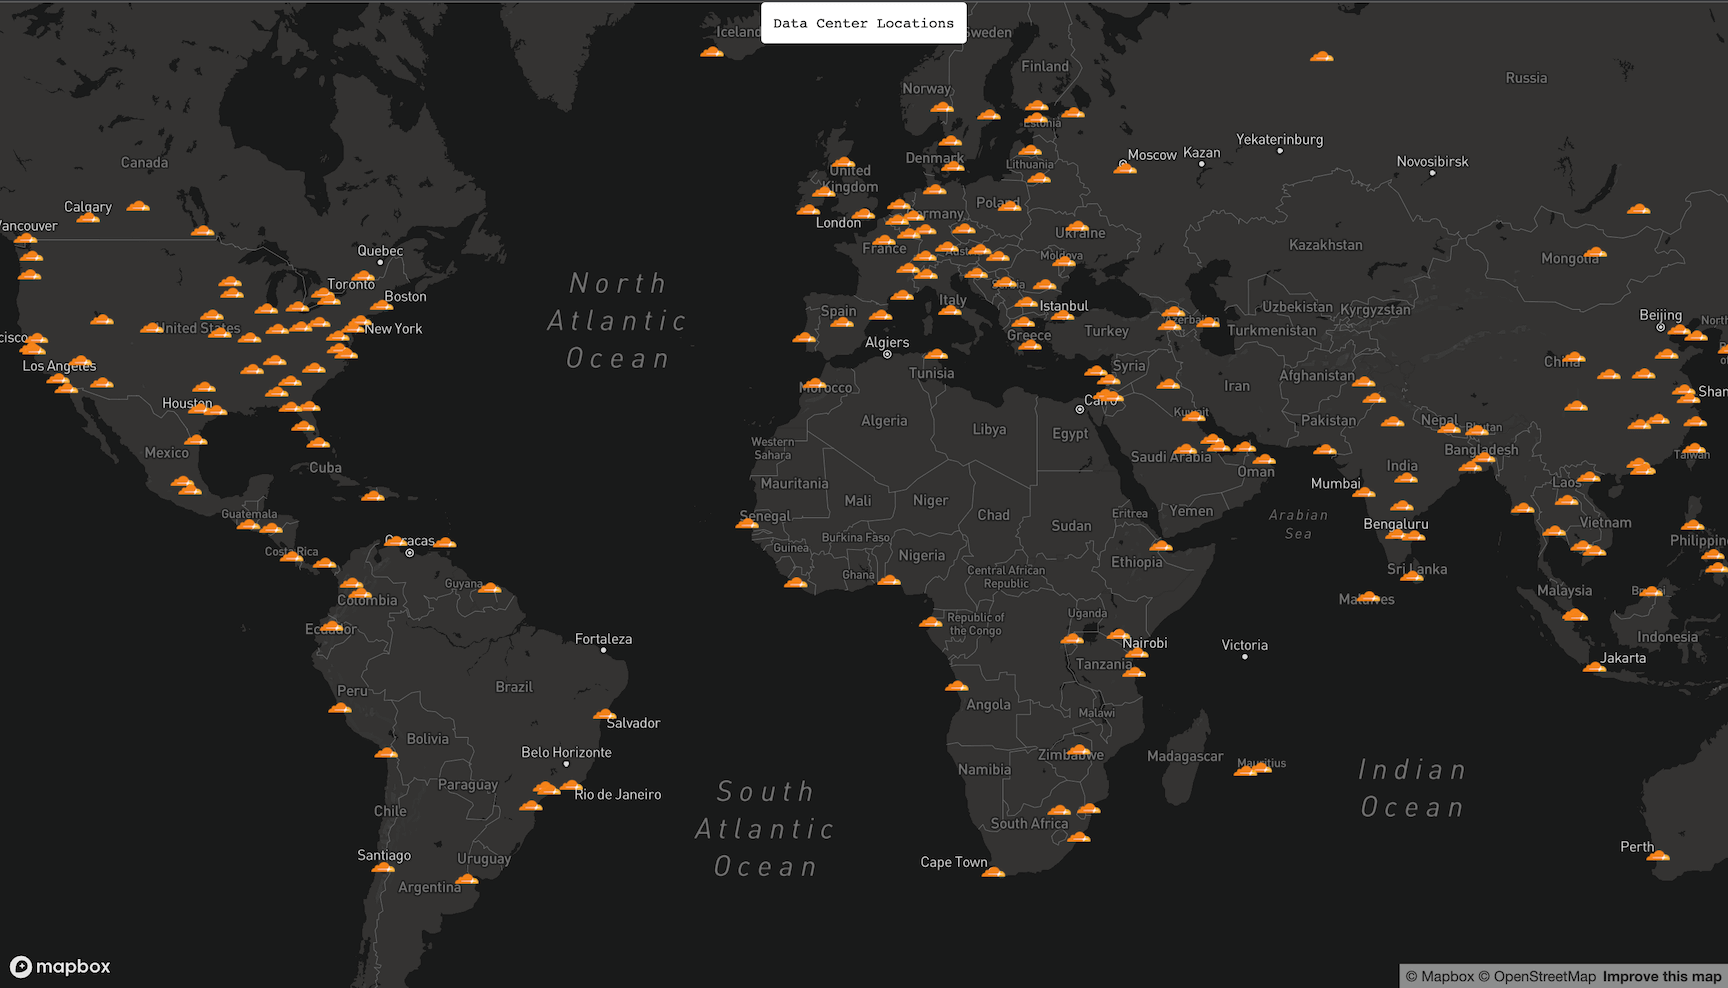 Data Center Locations
Iceland
Sweden
Finland
Russia
Norway
Estonia
Yekaterinburg
Moscow
Kazan
Novosibirsk
Canada
Denmark
Lithuania
United
Kingdom
Calgary
Poland
London
Vancouver
Ukraine
Kazakhstan
Quebec
France
Moldova
Mongolia
North
Atlantic
Ocean
Toronto
Boston
Italy
Istanbul
Uzbekistan
Kyrgyzstan
Spain
Beijing
North
United States
New York
Greece
Turkey
Azerbaijan
Turkmenistan
Algiers
China
Los Angeles
Tunisia
Syria
Iran
Afghanistan
Morocco
Shan
Houston
Cairo
Kuwait
Algeria
Libya
Egypt
Pakistan
Nepal
Bhutan
Mexico
Western
Sahara
Saudi Arabia
Oman
Bangladesh
Taiwan
Cuba
India
Mauritania
Mumbai
Laos
Mali
Niger
Chad
Guatemala
Senegal
Sudan
Eritrea
Yemen
Arabian
Sea
Bengaluru
Vietnam
Caracas
Burkina Faso
Philippin
Costa Rica
Guinea
Nigeria
Ethiopia
Ghana
Central African
Republic
Sri Lanka
Guyana
Colombia
Malaysia
Maldives
Uganda
Republic of
the Congo
Ecuador
Fortaleza
Nairobi
Victoria
Indonesia
Jakarta
Tanzania
Brazil
Peru
Angola
Malawi
Salvador
Bolivia
Belo Horizonte
Zimbabwe
Madagascar
Mauritius
Namibia
Indian
Ocean
Paraguay
Rio de Janeiro
South
Atlantic
Ocean
Chile
South Africa
Perth
Santiago
Uruguay
Cape Town
Argentina
mapbox
© Mapbox © OpenStreetMap Improve this map